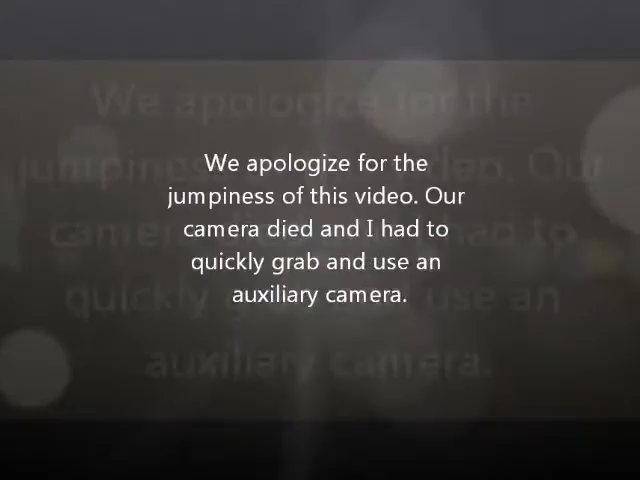 We apologize for the
jumpiness of this video. Our
camera died and I had to
quickly grab and use an
auxiliary camera.